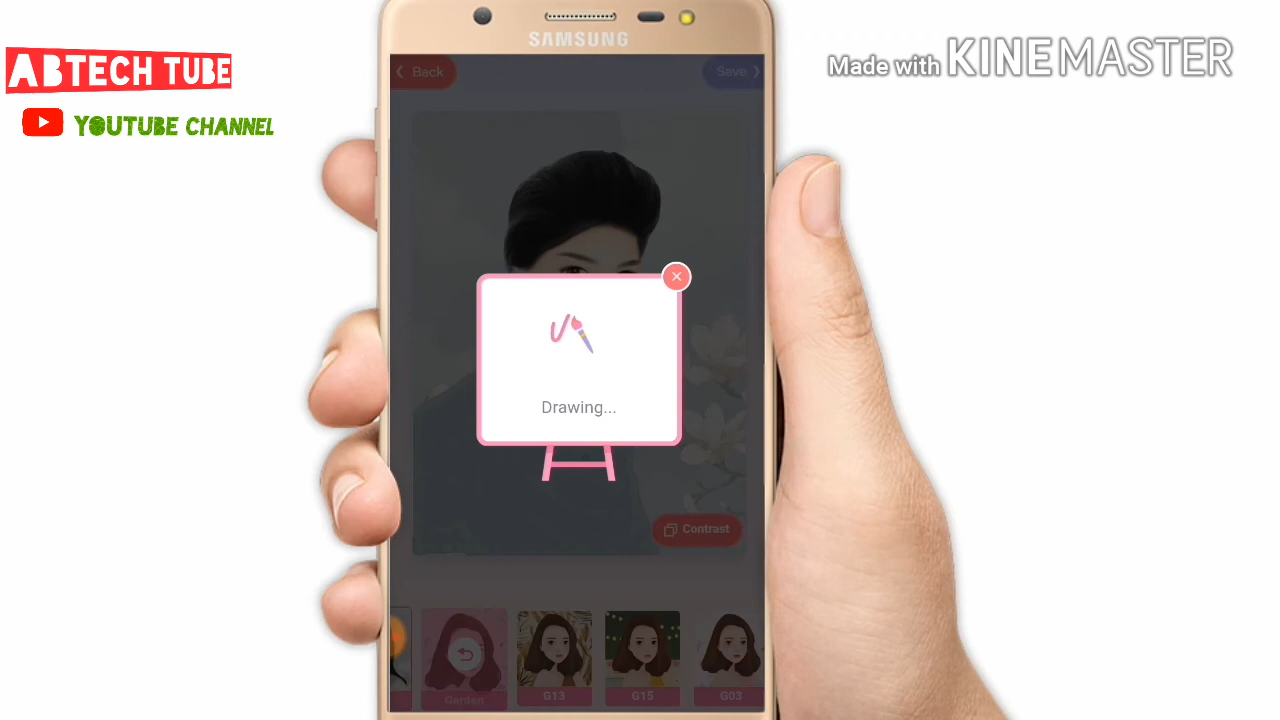 ABTECH TUBE
YOUTUBE CHANNEL
Made with KINEMASTER
SAMSUNG
Back
Save
Drawing...
Contrast
Garden
G13
G15
G03